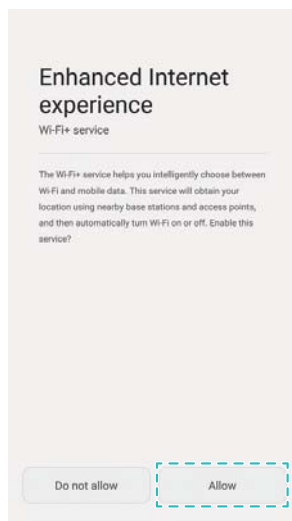 Enhanced Internet
experience
Wi-Fi+ service
The Wi-Fi+ service helps you intelligently choose between
Wi-Fi and mobile data. This service will obtain your
location using nearby base stations and access points,
and then automatically turn Wi-Fi on or off. Enable this
service?
Do not allow
Allow